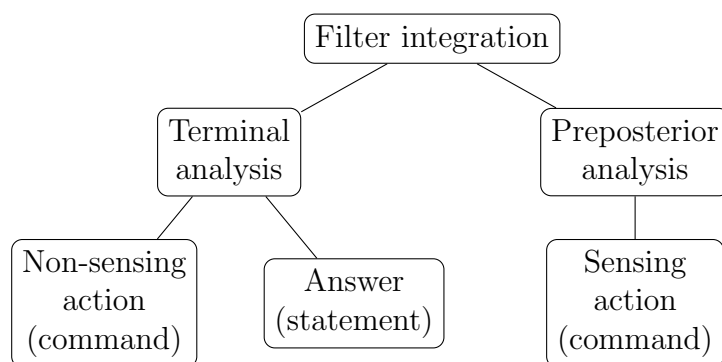 Filter integration
Terminal
analysis
Preposterior
analysis
Non-sensing
action
(command)
Answer
(statement)
Sensing
action
(command)